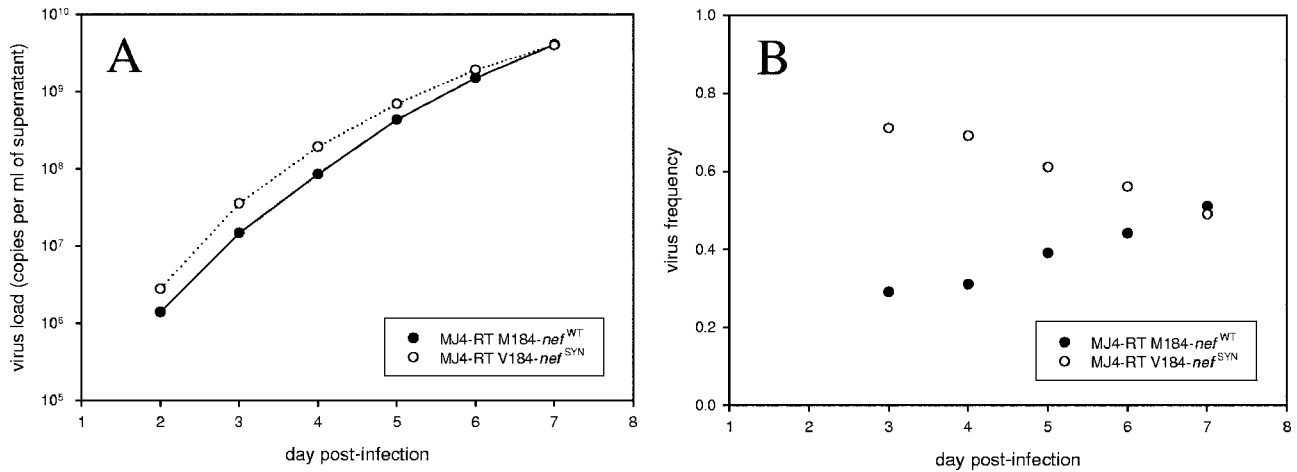 A
virus load (copies per ml of supernatant)
10^10
10^9
10^8
10^7
10^6
10^5
1 2 3 4 5 6 7 8
day post-infection
MJ4-RT M184-nef^WT
MJ4-RT V184-nef^SYN
B
virus frequency
1.0
0.8
0.6
0.4
0.2
0.0
1 2 3 4 5 6 7 8
day post-infection
MJ4-RT M184-nef^WT
MJ4-RT V184-nef^SYN